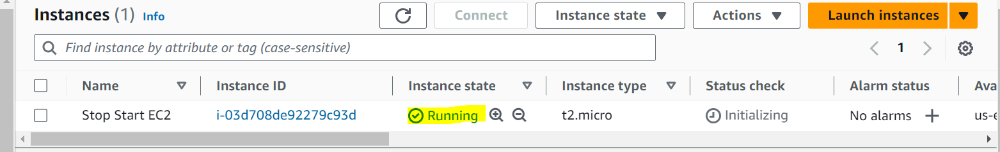 Instances (1) Info Connect Instance state Actions Launch instances
Find instance by attribute or tag (case-sensitive) 1
Name Instance ID Instance state Instance type Status check Alarm status Ava
Stop Start EC2 i-03d708de92279c93d Running t2.micro Initializing No alarms us-e